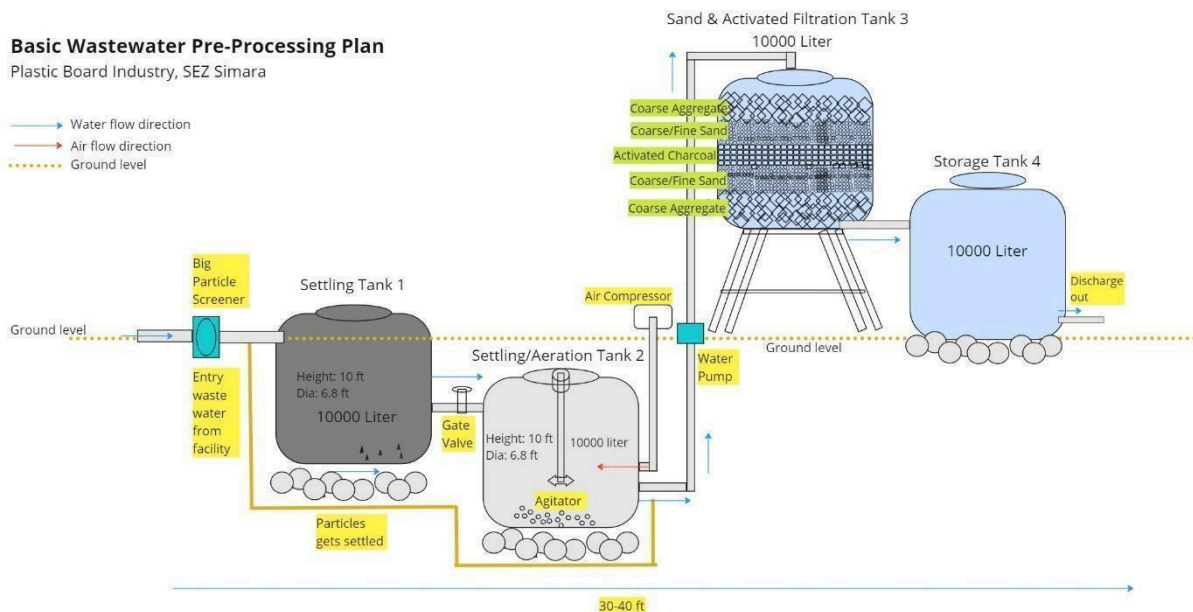 Basic Wastewater Pre-Processing Plan
Plastic Board Industry, SEZ Simara
Water flow direction
Air flow direction
Ground level
Sand & Activated Filtration Tank 3
10000 Liter
Coarse Aggregate
Coarse/Fine Sand
Activated Charcoal
Coarse/Fine Sand
Coarse Aggregate
Storage Tank 4
10000 Liter
Discharge
out
Big
Particle
Screener
Settling Tank 1
Air Compressor
Ground level
Ground level
Entry
waste
water
from
facility
Height: 10 ft
Dia: 6.8 ft
10000 Liter
Gate
Valve
Settling/Aeration Tank 2
Height: 10 ft
Dia: 6.8 ft
10000 liter
Agitator
Water
Pump
Particles
gets settled
30-40 ft